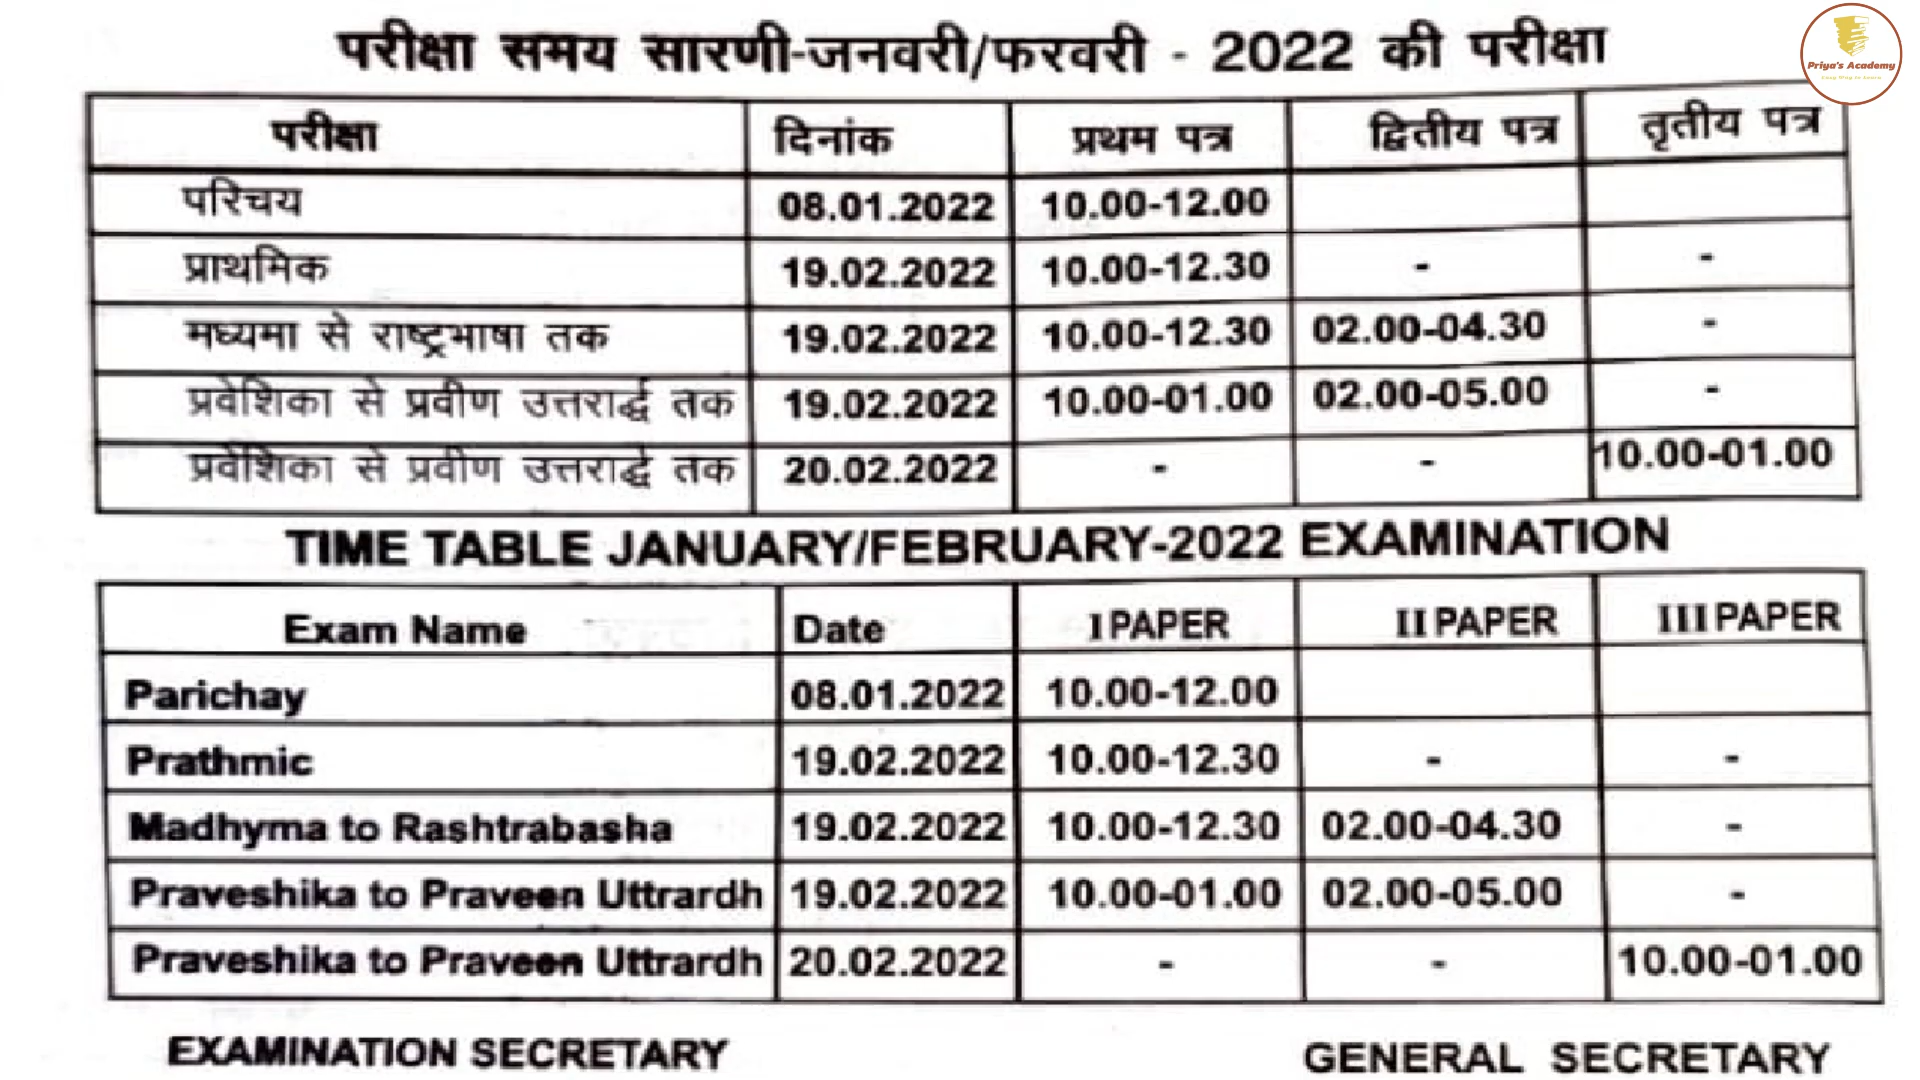 परीक्षा समय सारणी-जनवरी/फरवरी - 2022 की परीक्षा
Priya's Academy
Easy Way to Learn
परीक्षा दिनांक प्रथम पत्र द्वितीय पत्र तृतीय पत्र
परिचय 08.01.2022 10.00-12.00
प्राथमिक 19.02.2022 10.00-12.30 - -
मध्यमा से राष्ट्रभाषा तक 19.02.2022 10.00-12.30 02.00-04.30 -
प्रवेशिका से प्रवीण उत्तरार्द्ध तक 19.02.2022 10.00-01.00 02.00-05.00 -
प्रवेशिका से प्रवीण उत्तरार्द्ध तक 20.02.2022 - - 10.00-01.00
TIME TABLE JANUARY/FEBRUARY-2022 EXAMINATION
Exam Name Date I PAPER II PAPER III PAPER
Parichay 08.01.2022 10.00-12.00
Prathmic 19.02.2022 10.00-12.30 - -
Madhyma to Rashtrabasha 19.02.2022 10.00-12.30 02.00-04.30 -
Praveshika to Praveen Uttrardh 19.02.2022 10.00-01.00 02.00-05.00 -
Praveshika to Praveen Uttrardh 20.02.2022 - - 10.00-01.00
EXAMINATION SECRETARY GENERAL SECRETARY